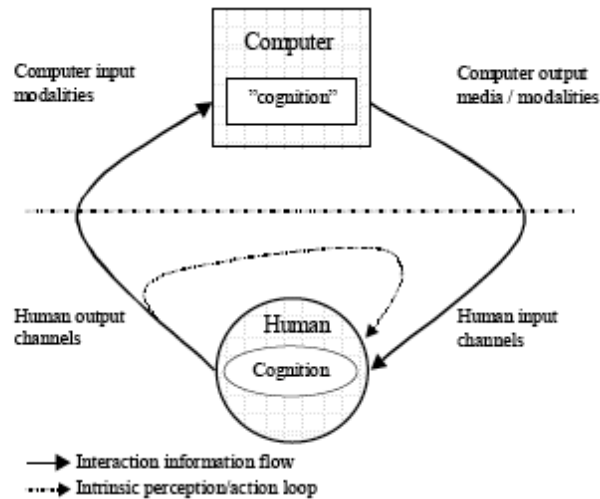 Computer
"cognition"
Computer input
modalities
Computer output
media / modalities
Human output
channels
Human
Cognition
Human input
channels
Interaction information flow
Intrinsic perception/action loop